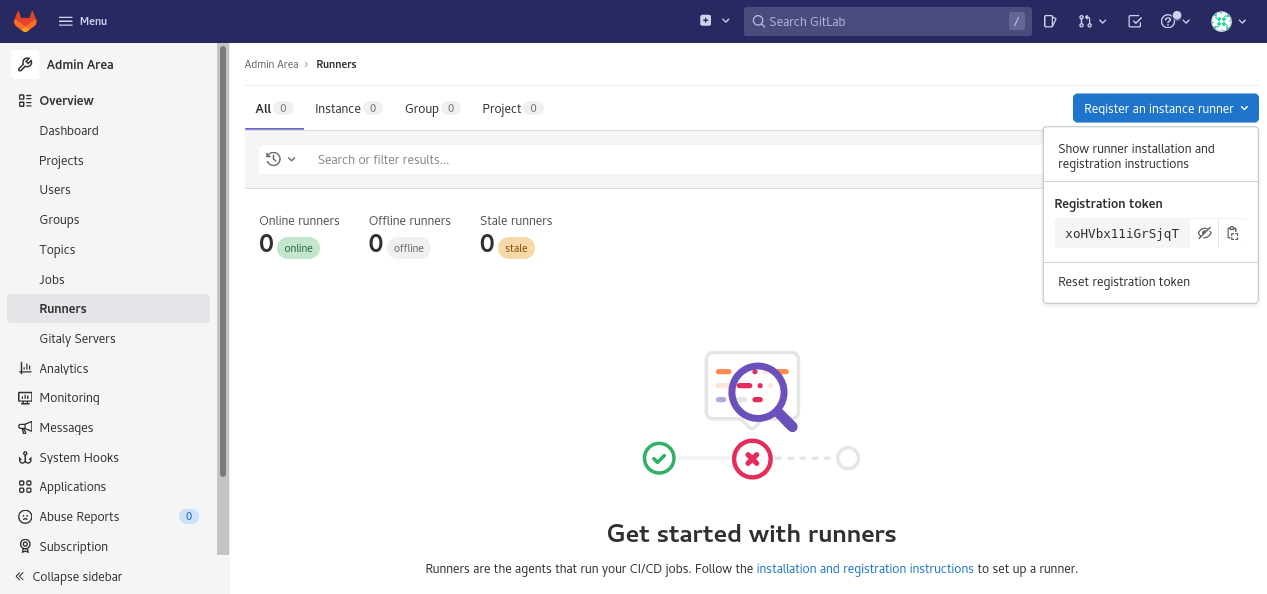 Menu
Search GitLab
/
Admin Area
Overview
Dashboard
Projects
Users
Groups
Topics
Jobs
Runners
Gitaly Servers
Analytics
Monitoring
Messages
System Hooks
Applications
Abuse Reports 0
Subscription
Collapse sidebar
Admin Area › Runners
All 0 Instance 0 Group 0 Project 0
Register an instance runner
Search or filter results...
Show runner installation and
registration instructions
Registration token
xoHVbx11iGrSjqT
Reset registration token
Online runners
0 online
Offline runners
0 offline
Stale runners
0 stale
Get started with runners
Runners are the agents that run your CI/CD jobs. Follow the installation and registration instructions to set up a runner.